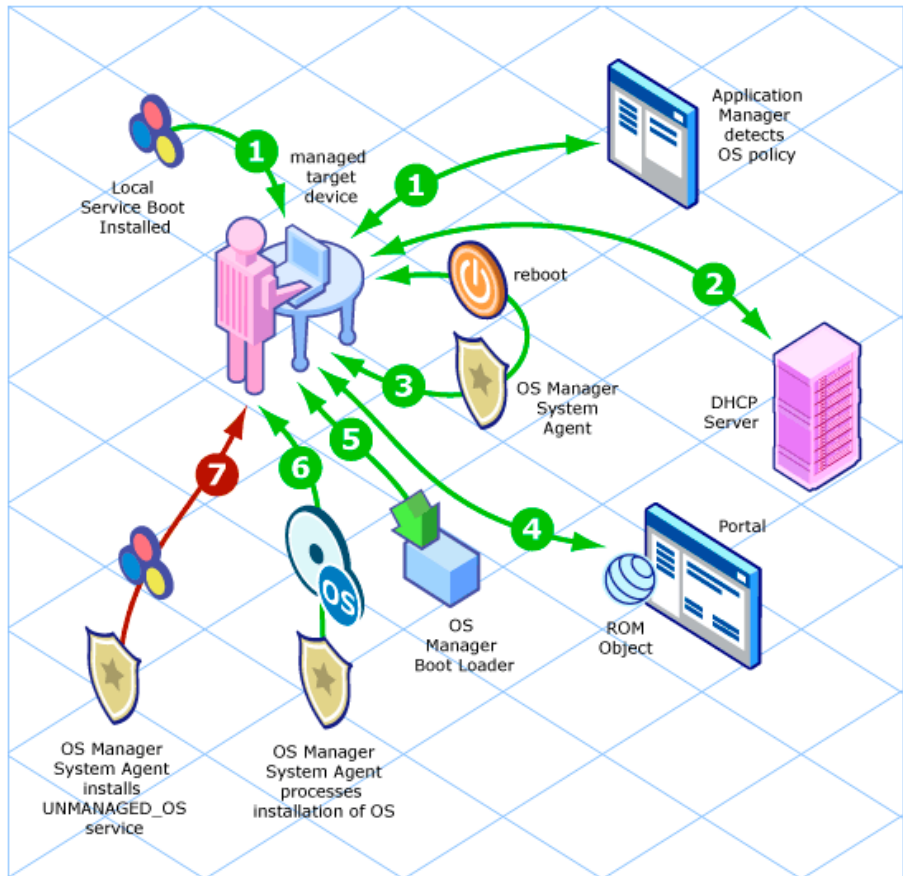 1
Local
Service Boot
Installed
managed
target
device
1
Application
Manager
detects
OS policy
reboot
2
3
OS Manager
System
Agent
DHCP
Server
5
6
7
4
Portal
OS
OS
Manager
Boot Loader
ROM
Object
OS Manager
System Agent
installs
UNMANAGED_OS
service
OS Manager
System Agent
processes
installation of OS